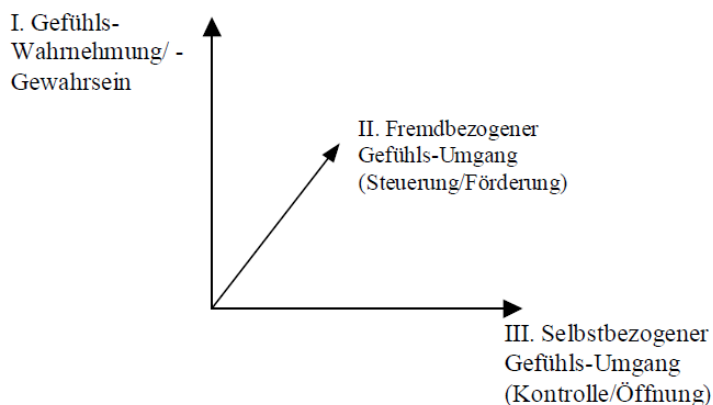 I. Gefühls-
Wahrnehmung/ -
Gewahrsein
II. Fremdbezogener
Gefühls-Umgang
(Steuerung/Förderung)
III. Selbstbezogener
Gefühls-Umgang
(Kontrolle/Öffnung)